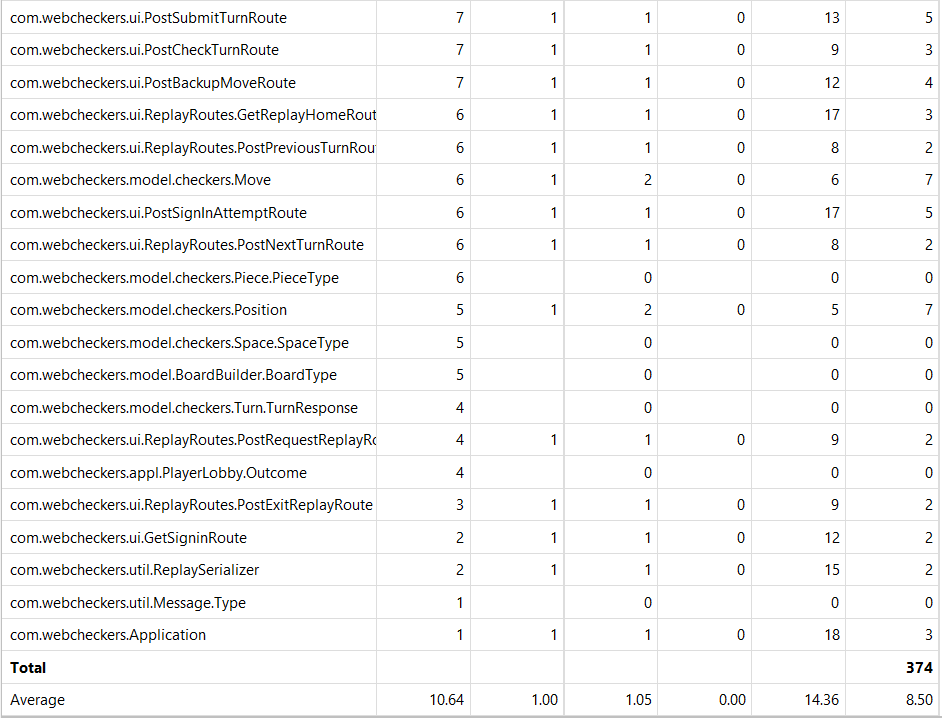 com.webcheckers.ui.PostSubmitTurnRoute 7 1 1 0 13 5
com.webcheckers.ui.PostCheckTurnRoute 7 1 1 0 9 3
com.webcheckers.ui.PostBackupMoveRoute 7 1 1 0 12 4
com.webcheckers.ui.ReplayRoutes.GetReplayHomeRout 6 1 1 0 17 3
com.webcheckers.ui.ReplayRoutes.PostPreviousTurnRou 6 1 1 0 8 2
com.webcheckers.model.checkers.Move 6 1 2 0 6 7
com.webcheckers.ui.PostSignInAttemptRoute 6 1 1 0 17 5
com.webcheckers.ui.ReplayRoutes.PostNextTurnRoute 6 1 1 0 8 2
com.webcheckers.model.checkers.Piece.PieceType 6 0 0 0
com.webcheckers.model.checkers.Position 5 1 2 0 5 7
com.webcheckers.model.checkers.Space.SpaceType 5 0 0 0
com.webcheckers.model.BoardBuilder.BoardType 5 0 0 0
com.webcheckers.model.checkers.Turn.TurnResponse 4 0 0 0
com.webcheckers.ui.ReplayRoutes.PostRequestReplayRo 4 1 1 0 9 2
com.webcheckers.appl.PlayerLobby.Outcome 4 0 0 0
com.webcheckers.ui.ReplayRoutes.PostExitReplayRoute 3 1 1 0 9 2
com.webcheckers.ui.GetSigninRoute 2 1 1 0 12 2
com.webcheckers.util.ReplaySerializer 2 1 1 0 15 2
com.webcheckers.util.Message.Type 1 0 0 0
com.webcheckers.Application 1 1 1 0 18 3
Total 374
Average 10.64 1.00 1.05 0.00 14.36 8.50